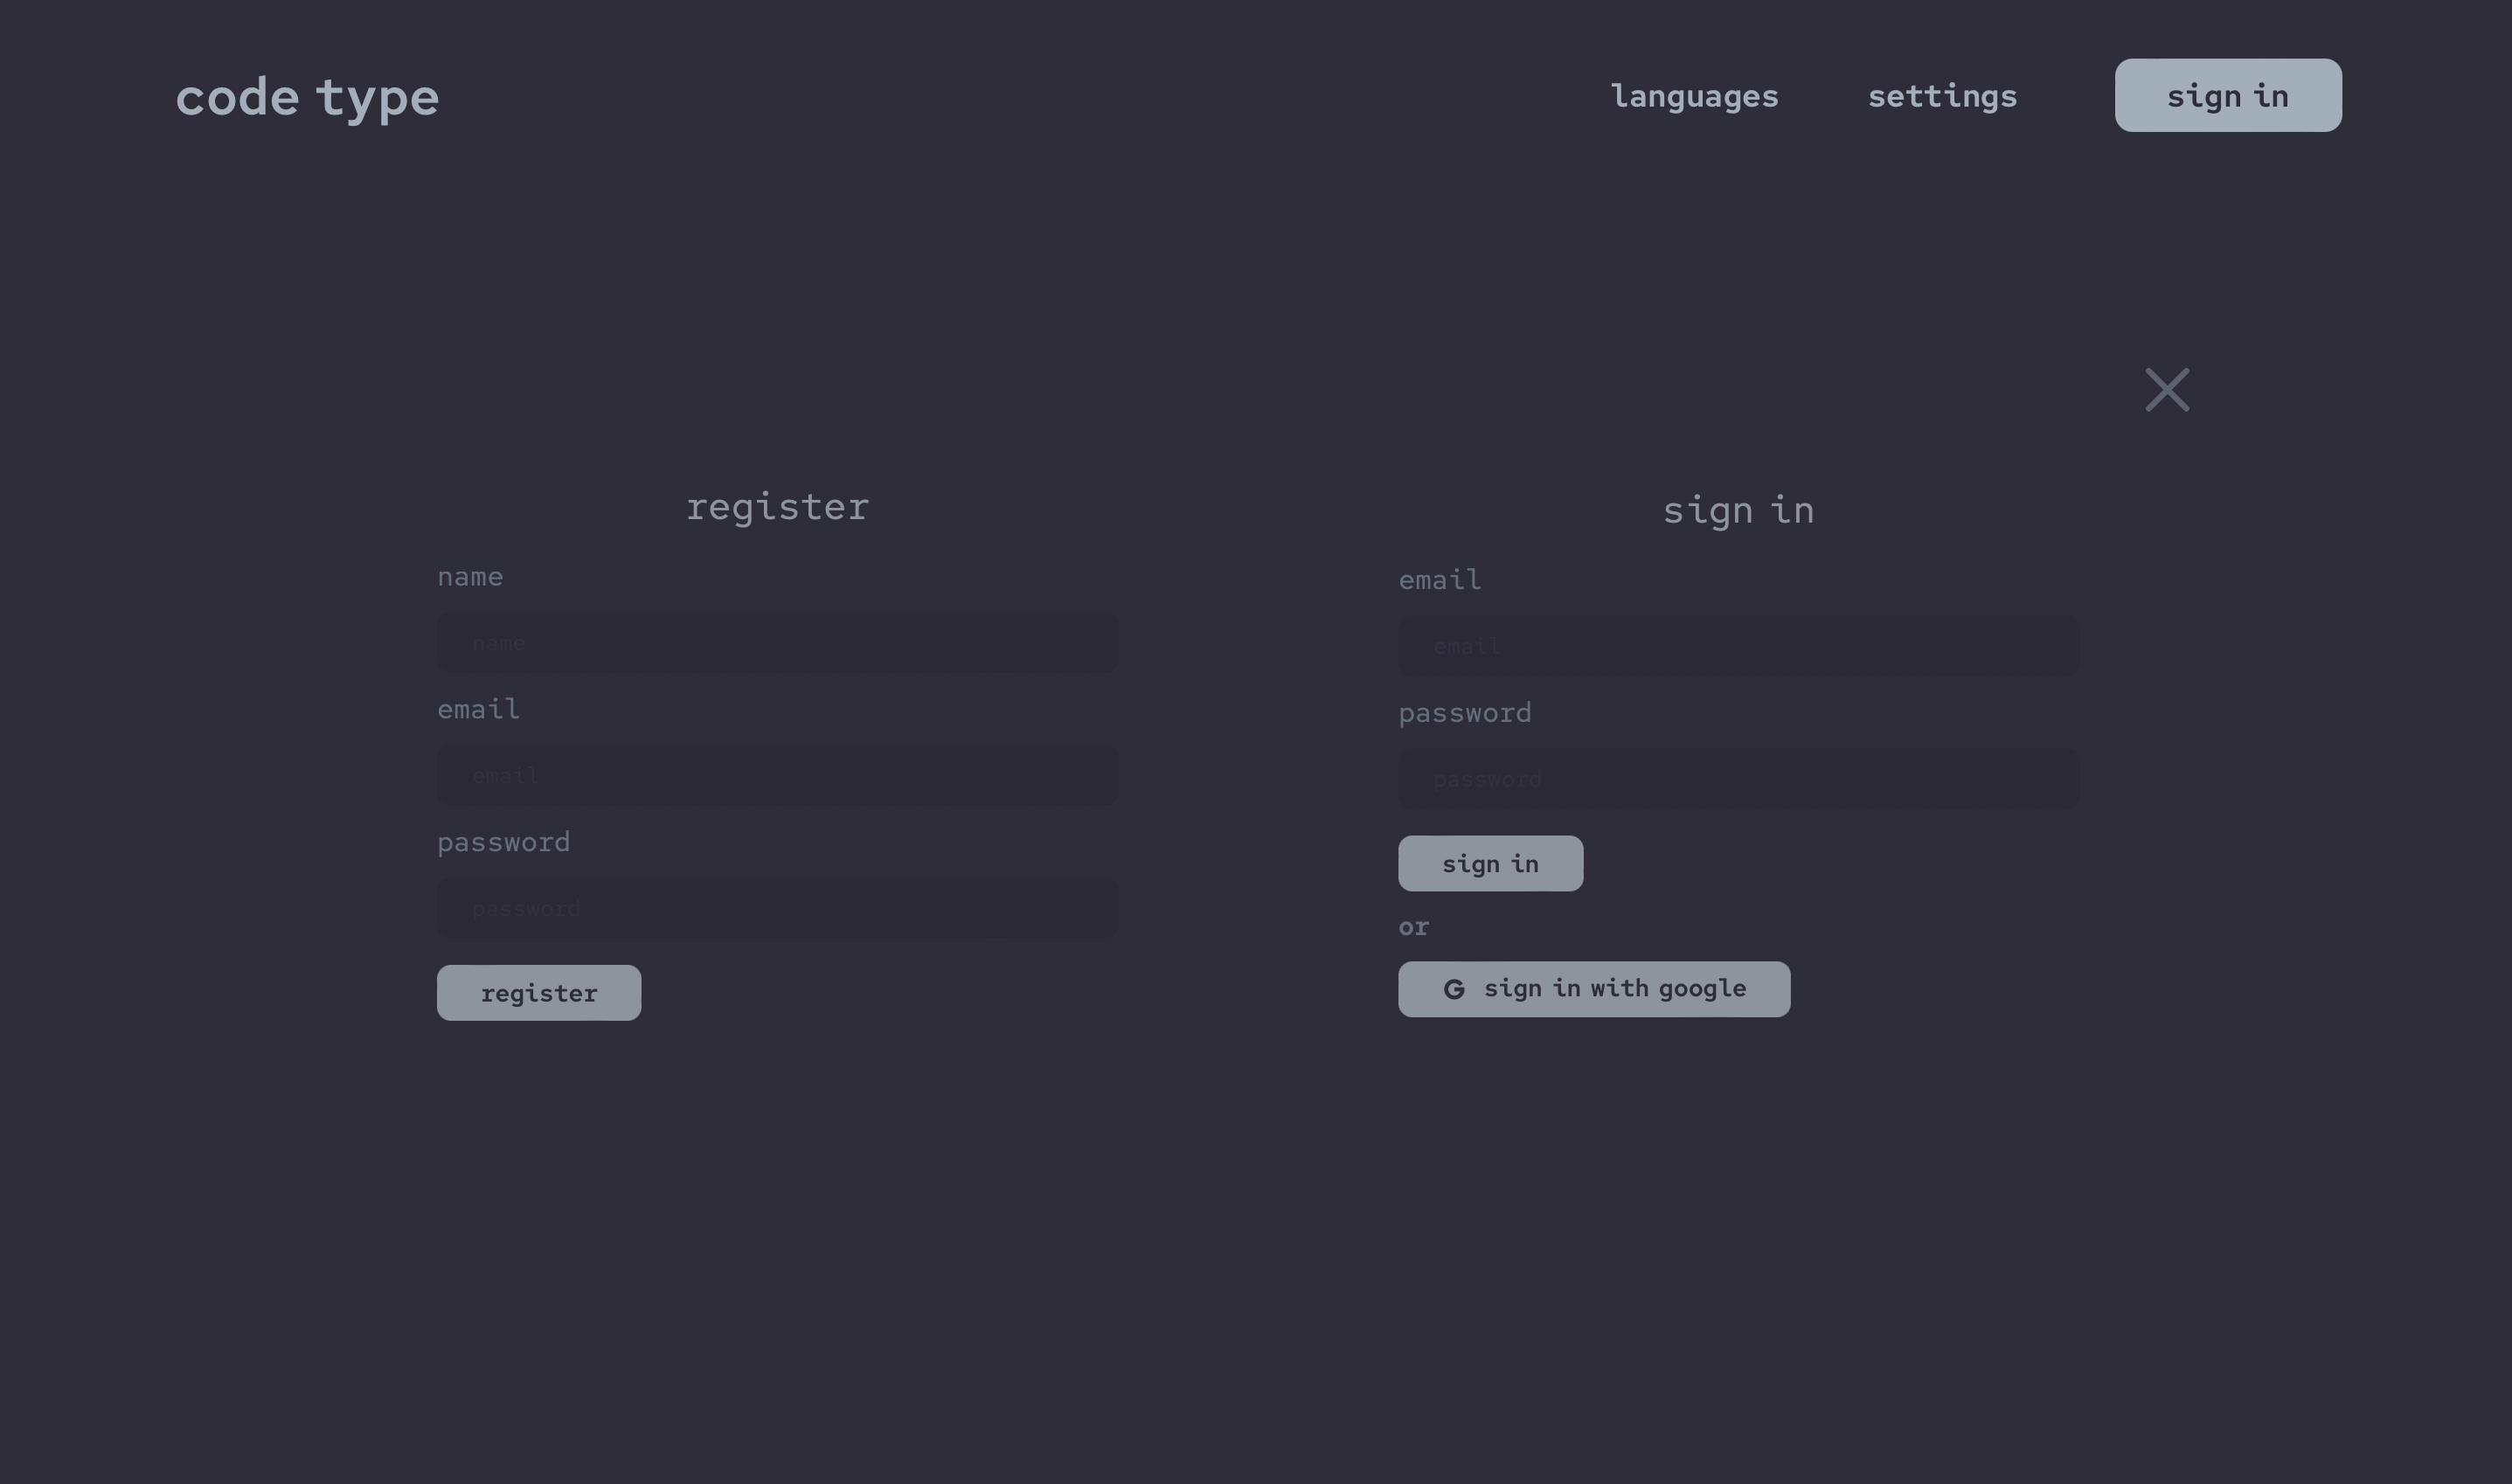 code type
languages
settings
sign in
register
name
name
email
email
password
password
register
sign in
email
email
password
password
sign in
or
G sign in with google